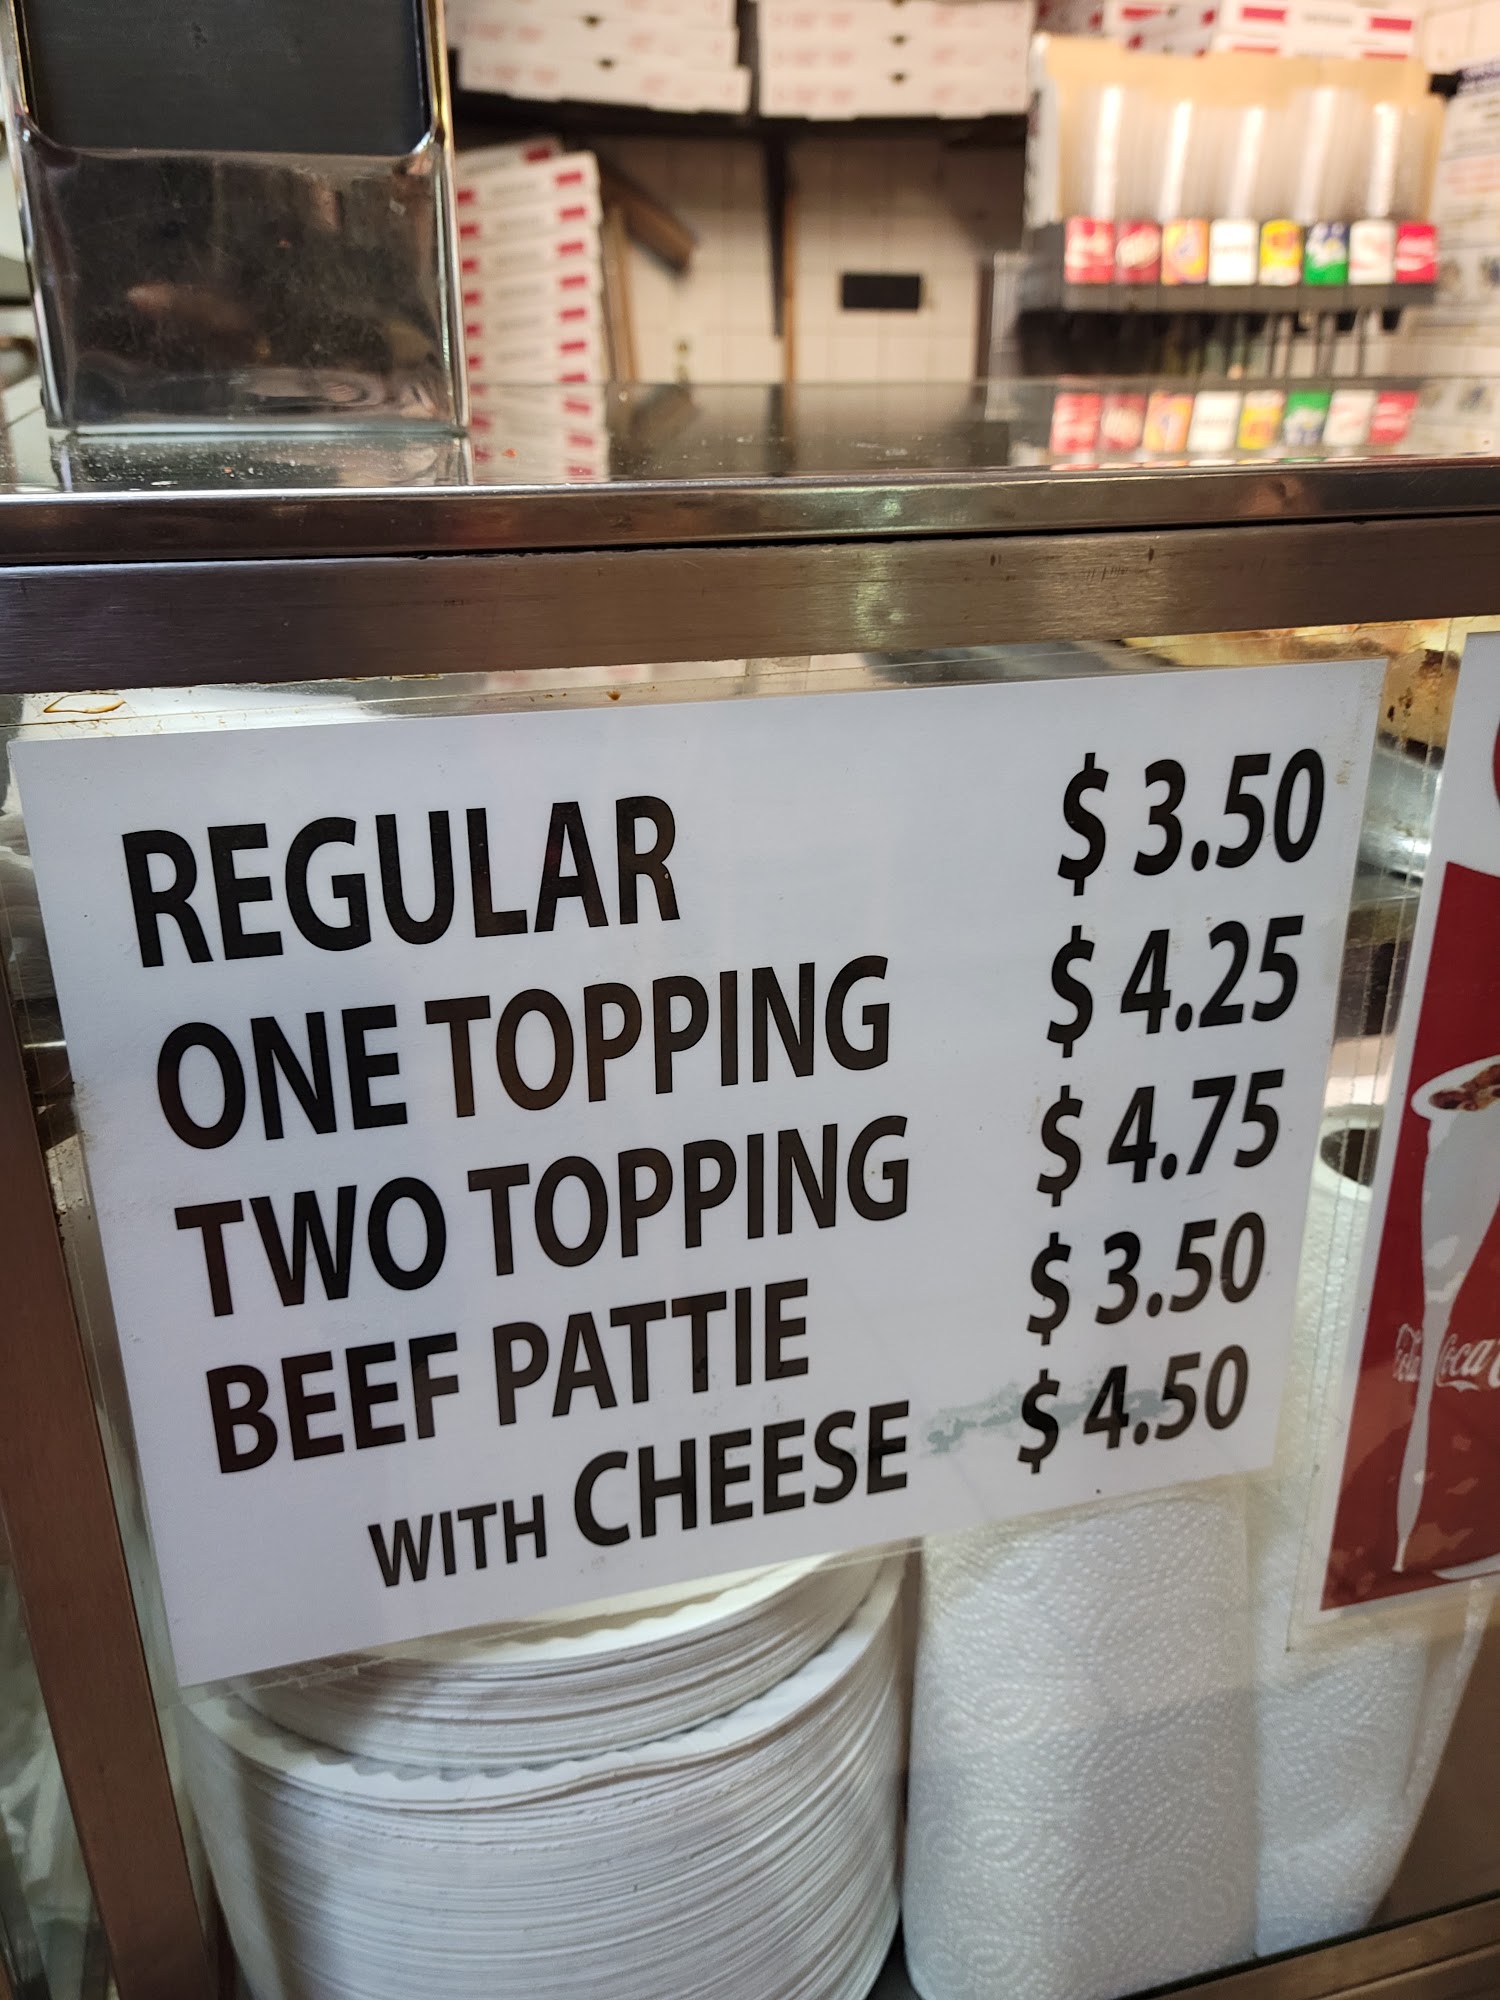 REGULAR $ 3.50
ONE TOPPING $ 4.25
TWO TOPPING $ 4.75
BEEF PATTIE $ 3.50
WITH CHEESE $ 4.50
Coca